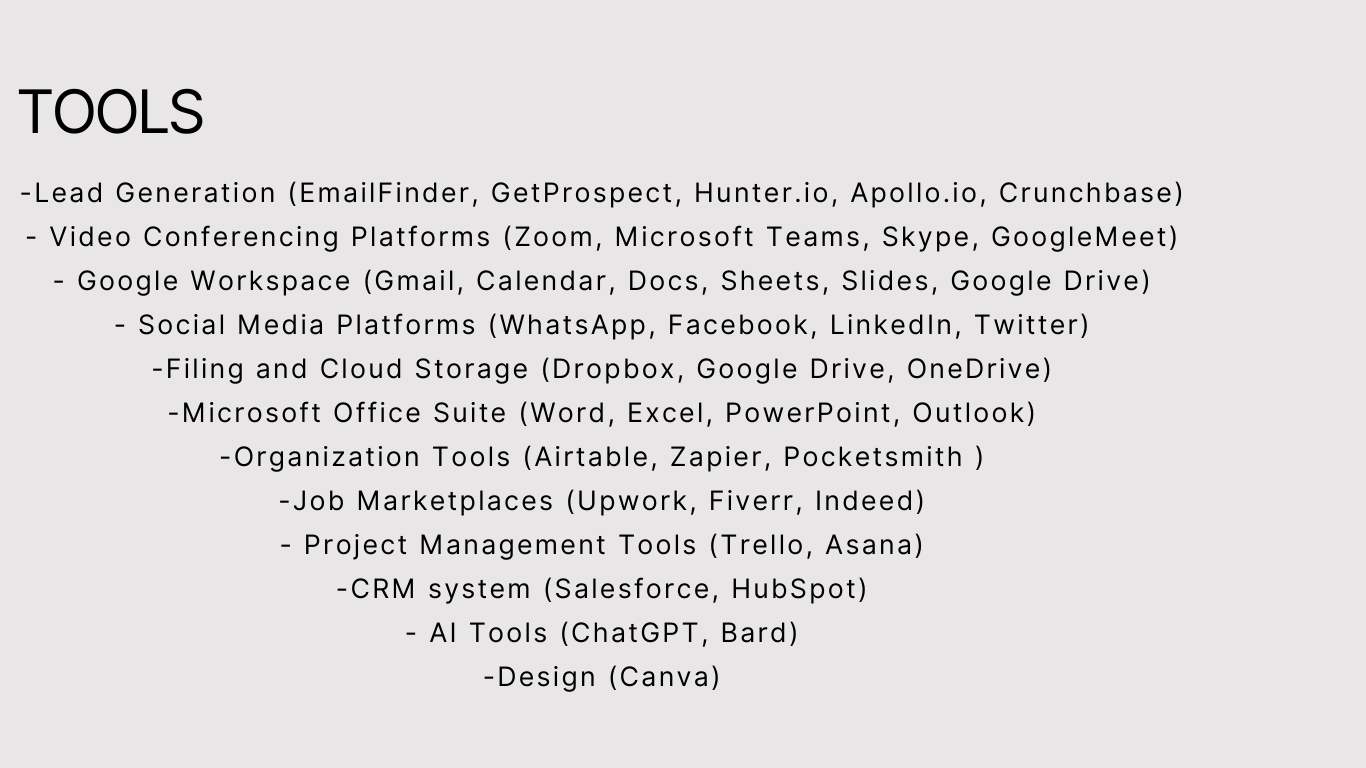 TOOLS
-Lead Generation (EmailFinder, GetProspect, Hunter.io, Apollo.io, Crunchbase)
- Video Conferencing Platforms (Zoom, Microsoft Teams, Skype, GoogleMeet)
- Google Workspace (Gmail, Calendar, Docs, Sheets, Slides, Google Drive)
- Social Media Platforms (WhatsApp, Facebook, LinkedIn, Twitter)
-Filing and Cloud Storage (Dropbox, Google Drive, OneDrive)
-Microsoft Office Suite (Word, Excel, PowerPoint, Outlook)
-Organization Tools (Airtable, Zapier, Pocketsmith )
-Job Marketplaces (Upwork, Fiverr, Indeed)
- Project Management Tools (Trello, Asana)
-CRM system (Salesforce, HubSpot)
- AI Tools (ChatGPT, Bard)
-Design (Canva)